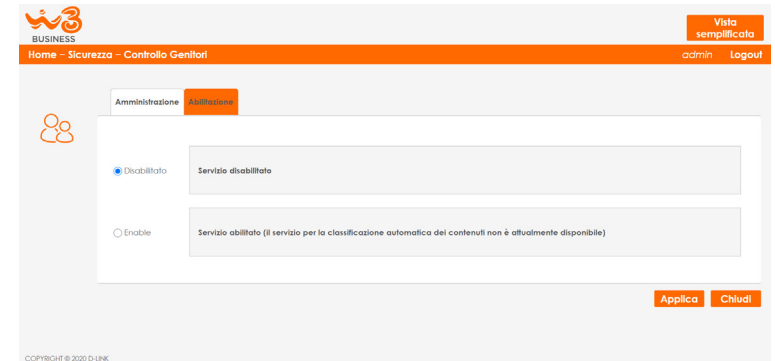 W3
BUSINESS
Vista
semplificata
Home – Sicurezza – Controllo Genitori
admin Logout
Amministrazione Abilitazione
Disabilitato Servizio disabilitato
Enable Servizio abilitato (il servizio per la classificazione automatica dei contenuti non è attualmente disponibile)
Applica Chiudi
COPYRIGHT © 2020 D-LINK